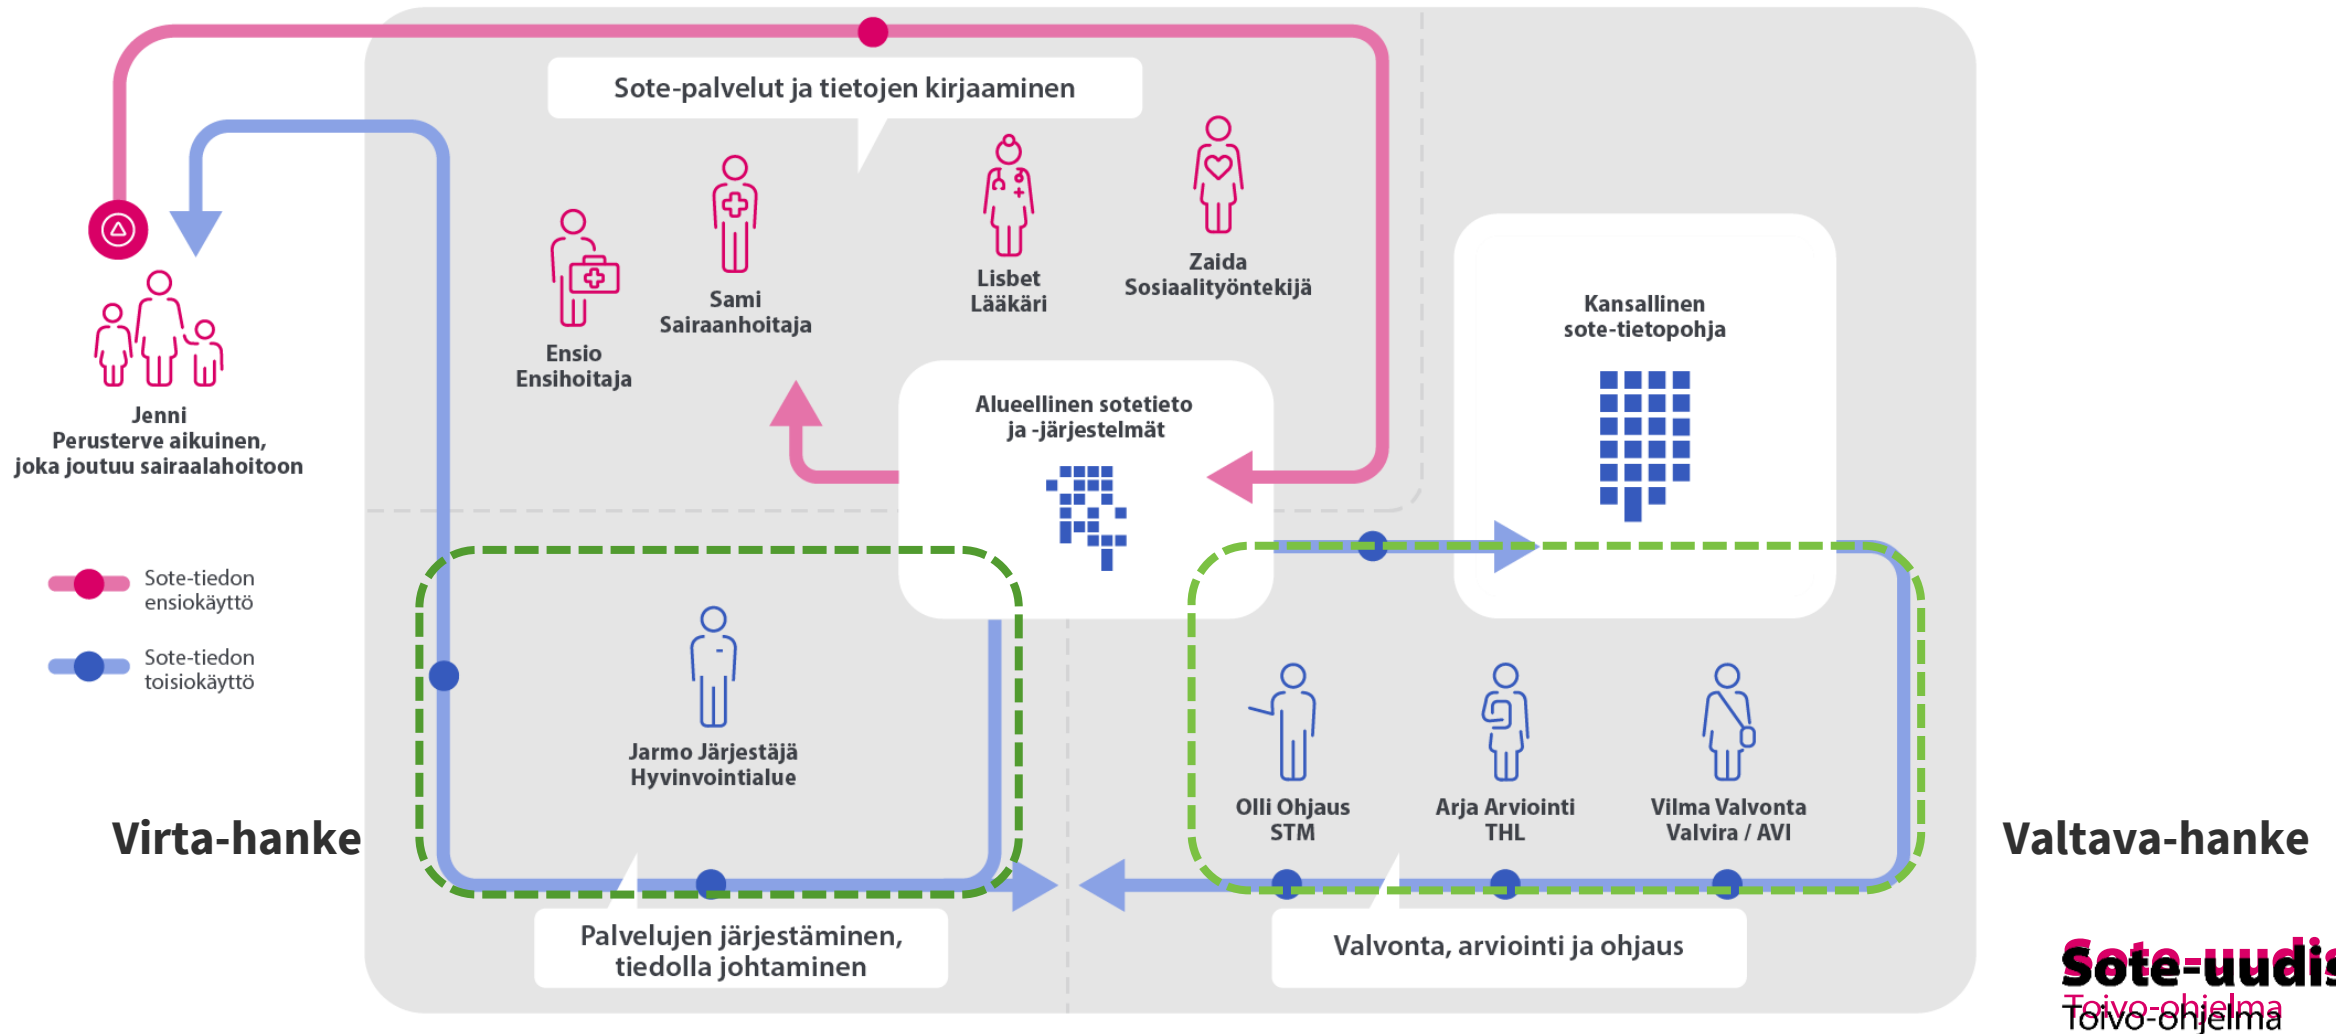 Sote-palvelut ja tietojen kirjaaminen
Ensio
Ensihoitaja
Sami
Sairaanhoitaja
Lisbet
Lääkäri
Zaida
Sosiaalityöntekijä
Jenni
Perusterve aikuinen,
joka joutuu sairaalahoitoon
Alueellinen sotetieto
ja -järjestelmät
Kansallinen
sote-tietopohja
Sote-tiedon
ensiokäyttö
Sote-tiedon
toisiokäyttö
Jarmo Järjestäjä
Hyvinvointialue
Olli Ohjaus
STM
Arja Arviointi
THL
Vilma Valvonta
Valvira / AVI
Virta-hanke
Valtava-hanke
Palvelujen järjestäminen,
tiedolla johtaminen
Valvonta, arviointi ja ohjaus
Sote-uudis
Toivo-ohjelma